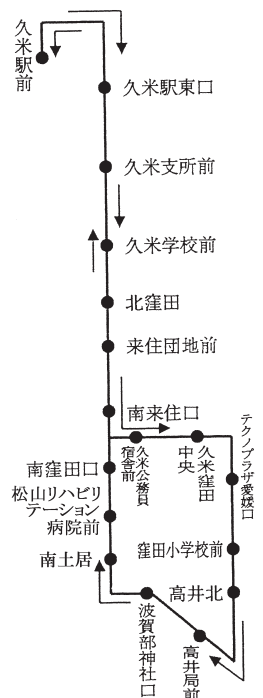 久米駅前
久米駅東口
久米支所前
久米学校前
北窪田
来住団地前
南来住口
久米公務員
宿舎前
久米窪田
中央
テクノプラザ愛媛口
南窪田口
松山リハビリ
テーション
病院前
窪田小学校前
南土居
高井北
波賀部神社口
高井局前